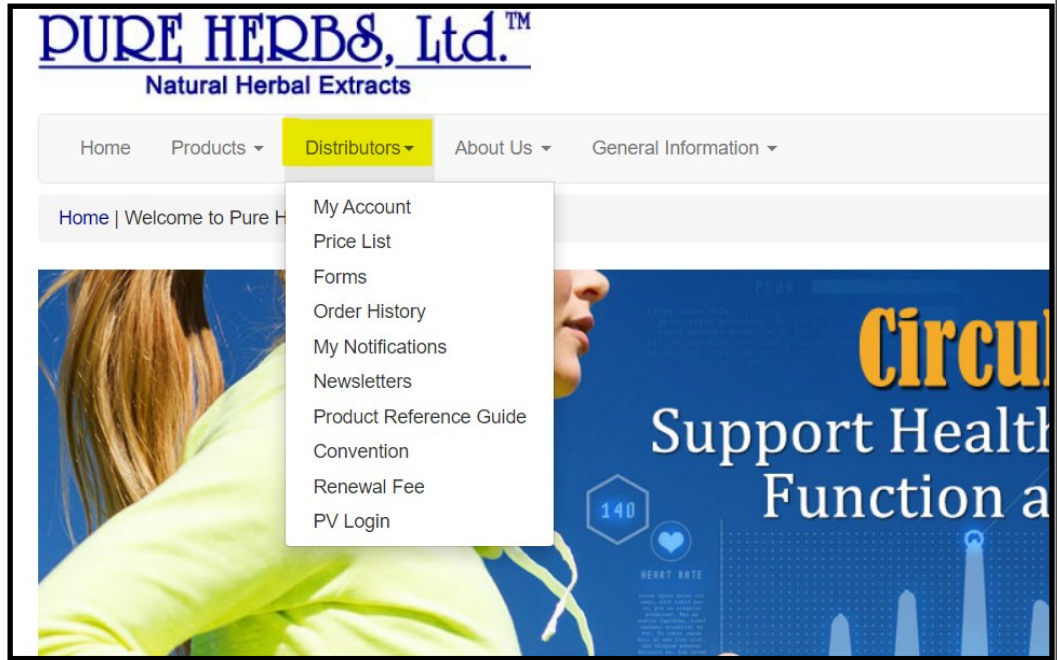 PURE HERBS, Ltd.™
Natural Herbal Extracts
Home Products Distributors About Us General Information
Home | Welcome to Pure H
My Account
Price List
Forms
Order History
My Notifications
Newsletters
Product Reference Guide
Convention
Renewal Fee
PV Login
Circul
Support Health
Function a
140
HEART RATE